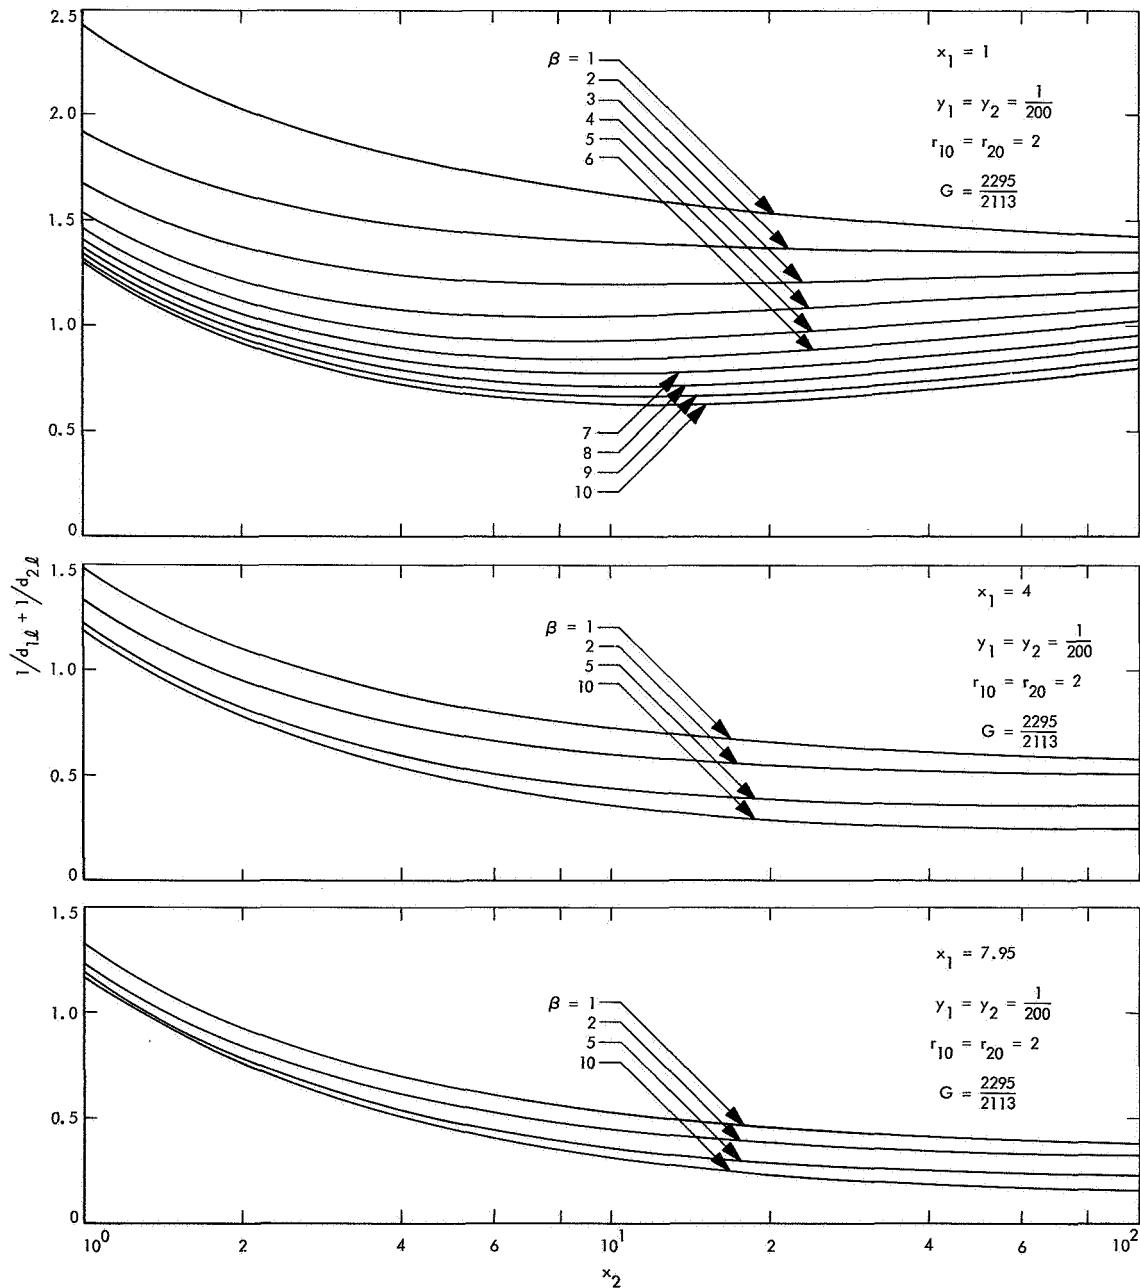 2.5
2.0
1.5
1.0
0.5
0
β = 1
2
3
4
5
6
7
8
9
10
x1 = 1
y1 = y2 = 1/200
r10 = r20 = 2
G = 2295/2113
1/d1ℓ + 1/d2ℓ
1.5
1.0
0.5
0
β = 1
2
5
10
x1 = 4
y1 = y2 = 1/200
r10 = r20 = 2
G = 2295/2113
1.5
1.0
0.5
0
β = 1
2
5
10
x1 = 7.95
y1 = y2 = 1/200
r10 = r20 = 2
G = 2295/2113
10^0 2 4 6 10^1 2 4 6 10^2
x2